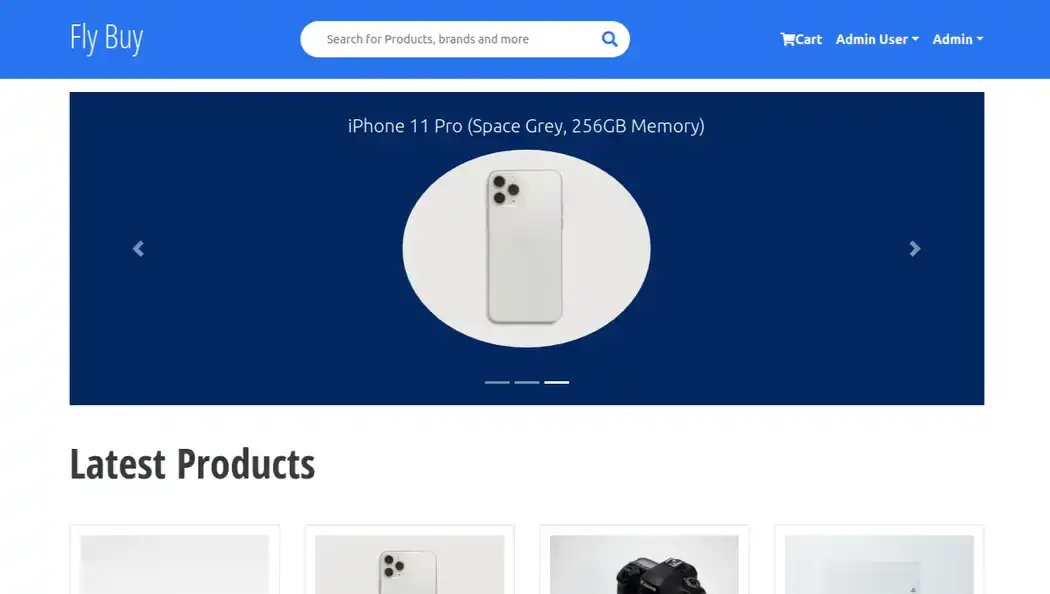 Fly Buy
Search for Products, brands and more
Cart
Admin User
Admin
iPhone 11 Pro (Space Grey, 256GB Memory)
Latest Products